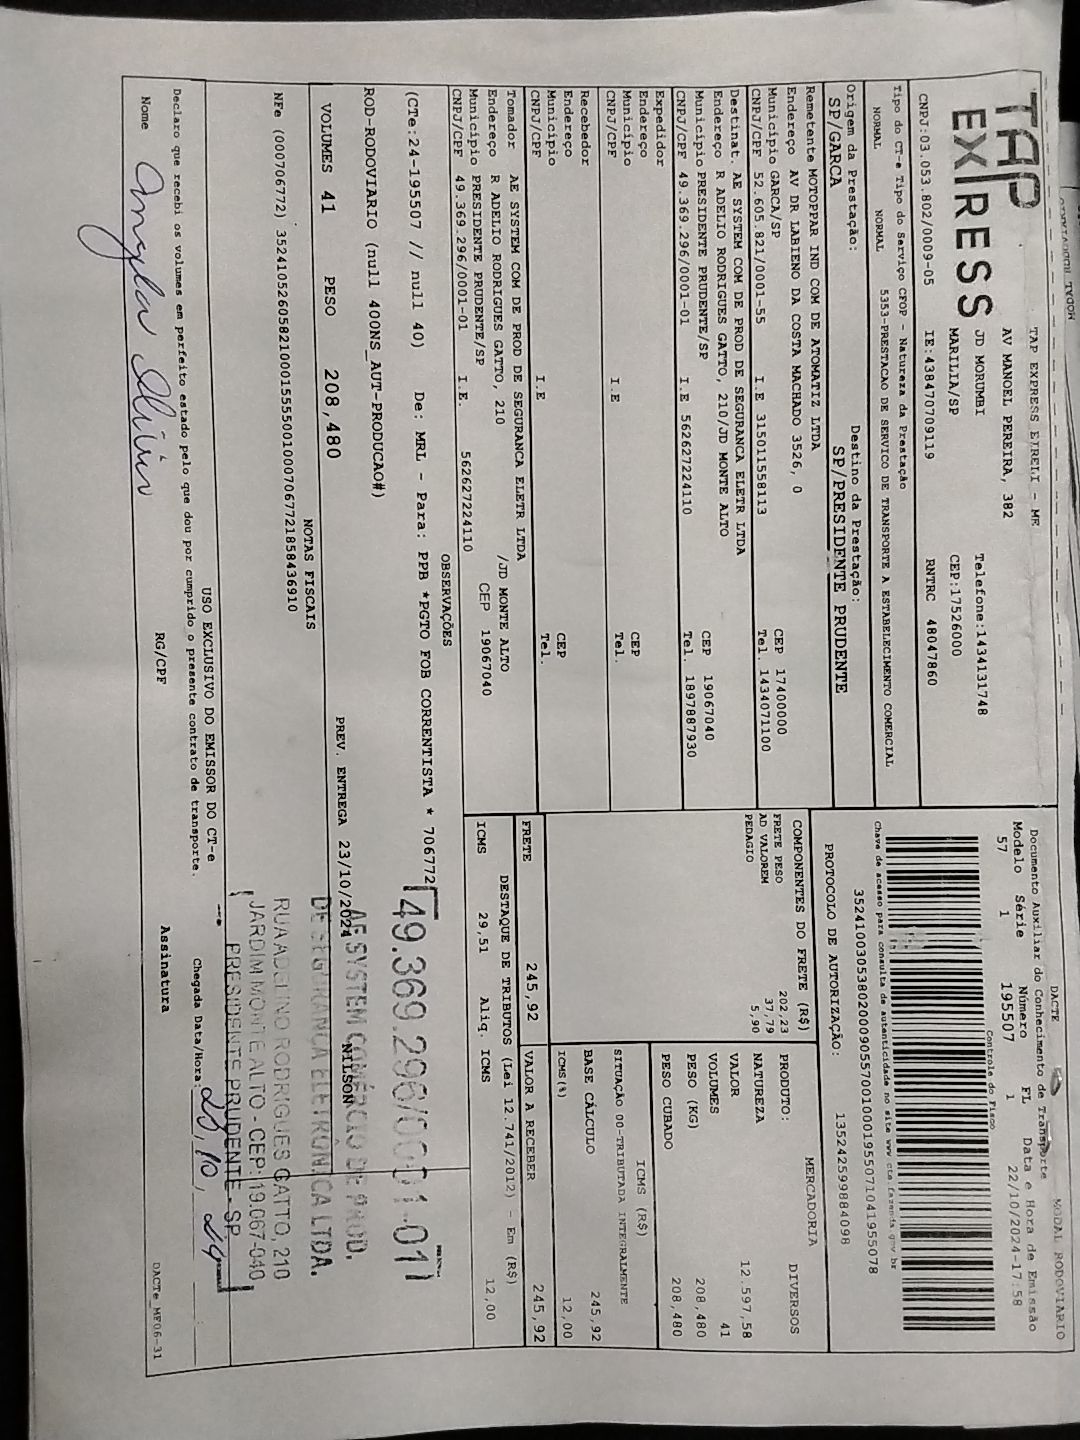 TAP EXPRESS
TAP EXPRESS EIRELI - ME
AV MANOEL PEREIRA, 382
JD MORUMBI
Telefone:1434131748
MARILIA/SP
CEP:17526000
CNPJ:03.053.802/0009-05 IE:438470709119 RNTRC 48047860
DACTE
MODAL RODOVIÁRIO
Documento Auxiliar do Conhecimento de Transporte
Modelo Série Número FL Data e Hora de Emissão
57 1 195507 1 22/10/2024-17:58
Controle do Fisco
Chave de acesso para consulta de autenticidade no site www.cte.fazenda.gov.br
35241003053802000905570010001955071041955078
PROTOCOLO DE AUTORIZAÇÃO: 135242599884098
Tipo do CT-e Tipo do Serviço CFOP - Natureza da Prestação
NORMAL NORMAL 5353-PRESTACAO DE SERVICO DE TRANSPORTE A ESTABELECIMENTO COMERCIAL
Origem da Prestação: Destino da Prestação:
SP/GARCA SP/PRESIDENTE PRUDENTE
Remetente MOTOPPAR IND COM DE ATOMATIZ LTDA
Endereço AV DR LABIENO DA COSTA MACHADO 3526, 0
Município GARCA/SP CEP 17400000
CNPJ/CPF 52.605.821/0001-55 I.E 315011558113 Tel. 1434071100
Destinat. AE SYSTEM COM DE PROD DE SEGURANCA ELETR LTDA
Endereço R ADELIO RODRIGUES GATTO, 210/JD MONTE ALTO
Município PRESIDENTE PRUDENTE/SP CEP 19067040
CNPJ/CPF 49.369.296/0001-01 I.E 562627224110 Tel. 1897887930
Expedidor
Endereço
Município CEP
CNPJ/CPF I.E Tel.
Recebedor
Endereço
Município CEP
CNPJ/CPF I.E Tel.
Tomador AE SYSTEM COM DE PROD DE SEGURANCA ELETR LTDA
Endereço R ADELIO RODRIGUES GATTO, 210 /JD MONTE ALTO
Município PRESIDENTE PRUDENTE/SP CEP 19067040
CNPJ/CPF 49.369.296/0001-01 I.E. 562627224110
COMPONENTES DO FRETE (R$)
FRETE PESO 202,23
AD VALOREM 37,79
PEDAGIO 5,90
MERCADORIA
PRODUTO: DIVERSOS
NATUREZA
VALOR 12.597,58
VOLUMES 41
PESO (KG) 208,480
PESO CUBADO 208,480
ICMS (R$)
SITUAÇÃO 00-TRIBUTADA INTEGRALMENTE
BASE CÁLCULO 245,92
ICMS(%) 12,00
FRETE 245,92 VALOR A RECEBER 245,92
DESTAQUE DE TRIBUTOS (Lei 12.741/2012) - Em (R$)
ICMS 29,51 Aliq. ICMS 12,00
OBSERVAÇÕES
(CTe:24-195507 // null 40) De: MRL - Para: PPB *PGTO FOB CORRENTISTA * 706772
ROD-RODOVIARIO (null 400NS_AUT-PRODUCAO#)
PREV. ENTREGA 23/10/2024 NILSON
VOLUMES 41 PESO 208,480
NOTAS FISCAIS
NFe (000706772) 35241052605821000155550010007067721858436910
49.369.296/0001-01
AE SYSTEM COMÉRCIO DE PROD.
DE SEGURANÇA ELETRÔNICA LTDA.
RUA ADELINO RODRIGUES GATTO, 210
JARDIM MONTE ALTO - CEP: 19.067-040
PRESIDENTE PRUDENTE - SP
USO EXCLUSIVO DO EMISSOR DO CT-e
Declaro que recebi os volumes em perfeito estado pelo que dou por cumprido o presente contrato de transporte.
Chegada Data/Hora: 23, 10, 24
Nome RG/CPF Assinatura
DACTe_MF06-31